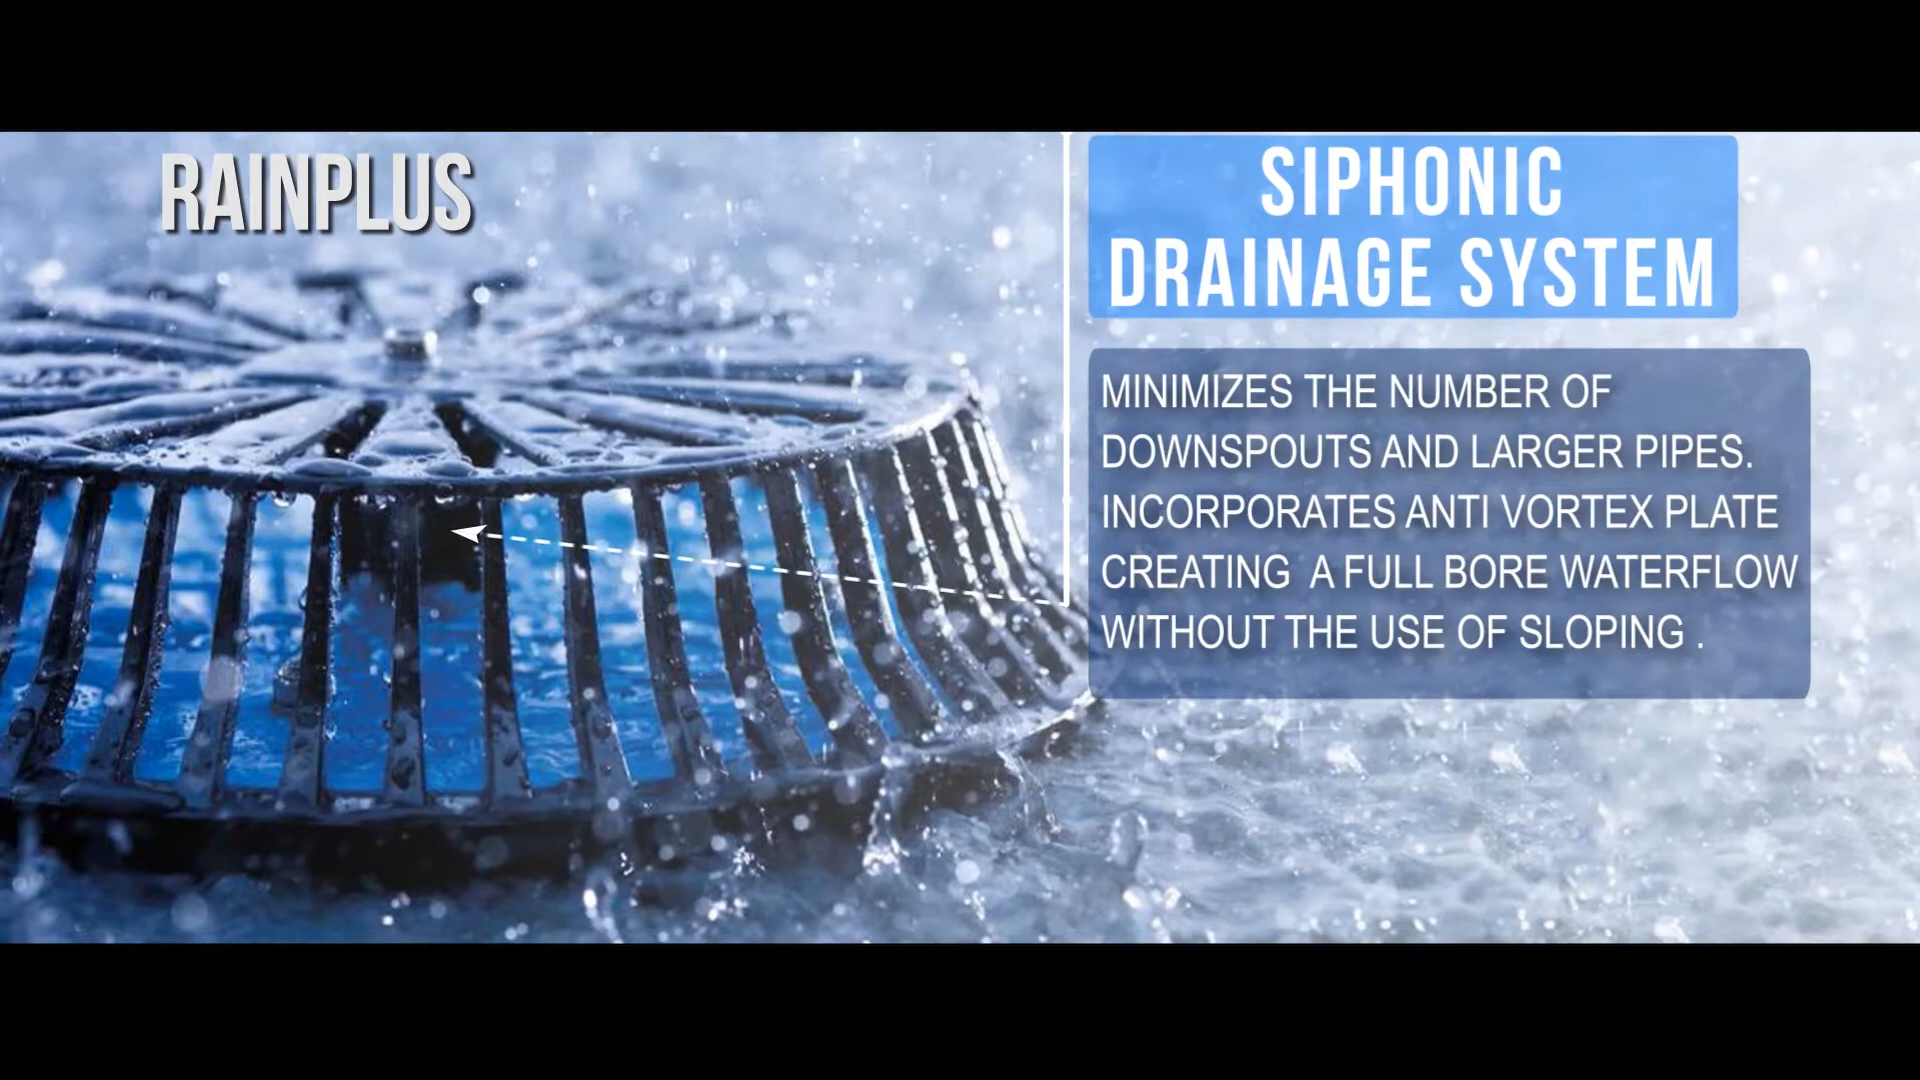 RAINPLUS
SIPHONIC
DRAINAGE SYSTEM
MINIMIZES THE NUMBER OF
DOWNSPOUTS AND LARGER PIPES.
INCORPORATES ANTI VORTEX PLATE
CREATING  A FULL BORE WATERFLOW
WITHOUT THE USE OF SLOPING .